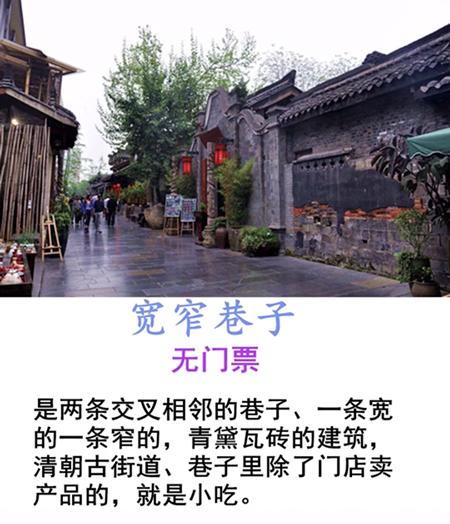 宽窄巷子
无门票
是两条交叉相邻的巷子、一条宽
的一条窄的，青黛瓦砖的建筑，
清朝古街道、巷子里除了门店卖
产品的，就是小吃。